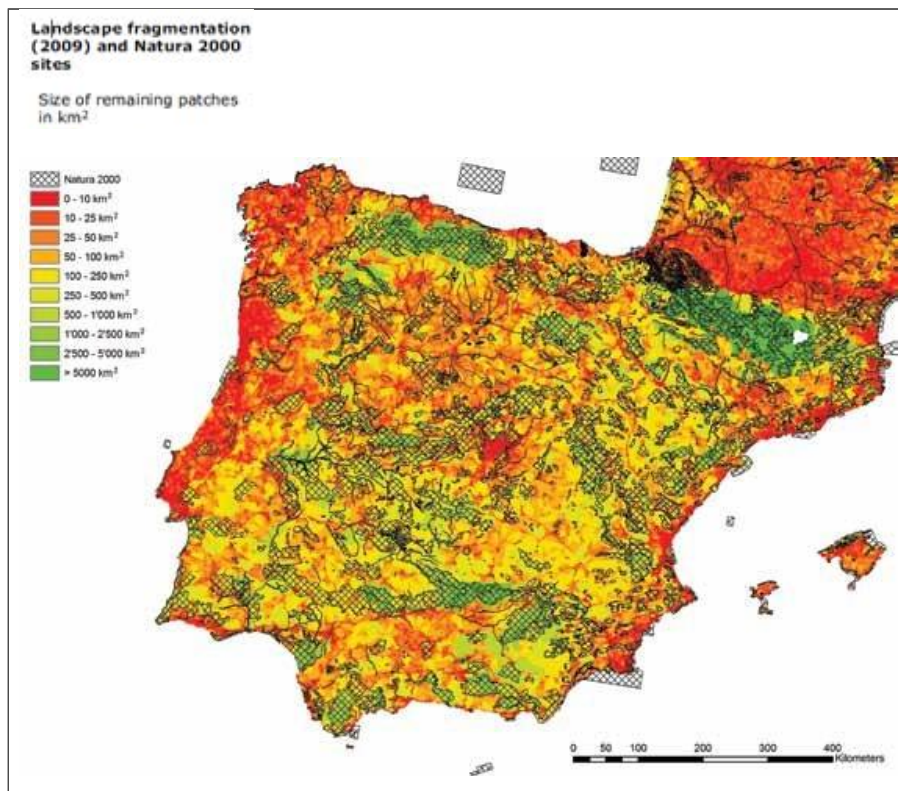 Landscape fragmentation
(2009) and Natura 2000
sites
Size of remaining patches
in km²
Natura 2000
0 - 10 km²
10 - 25 km²
25 - 50 km²
50 - 100 km²
100 - 250 km²
250 - 500 km²
500 - 1'000 km²
1'000 - 2'500 km²
2'500 - 5'000 km²
> 5000 km²
0 50 100 200 300 400
Kilometers